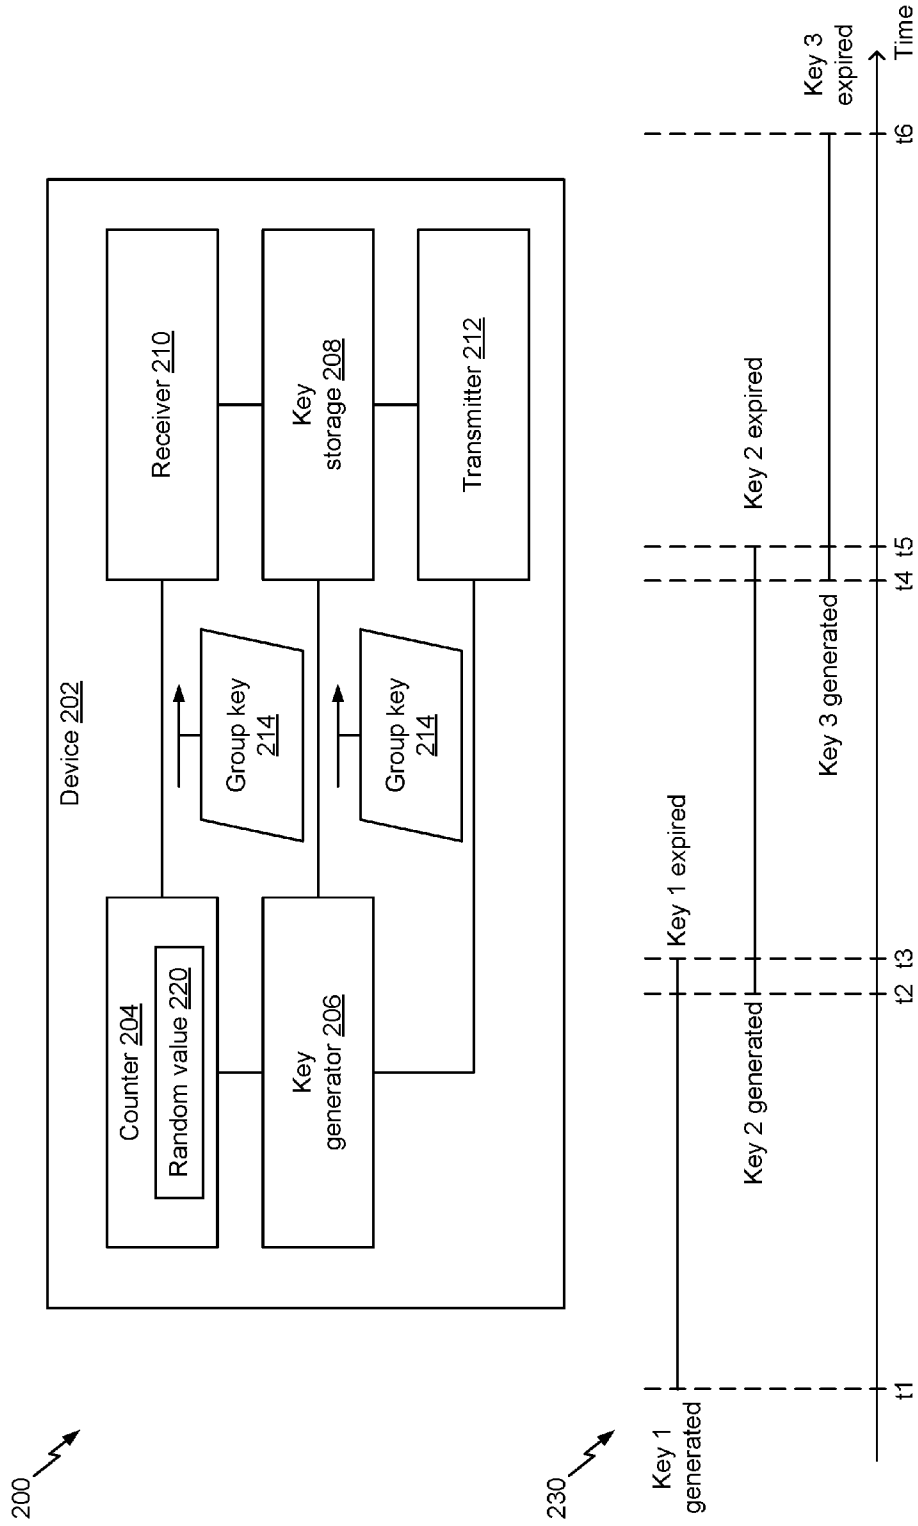 200
Device 202
Counter 204
Random value 220
Receiver 210
Group key
214
Key
generator 206
Key
storage 208
Group key
214
Transmitter 212
230
Key 1
generated
Key 1 expired
Key 2 generated
Key 2 expired
Key 3 generated
Key 3
expired
t1
t2
t3
t4
t5
t6
Time